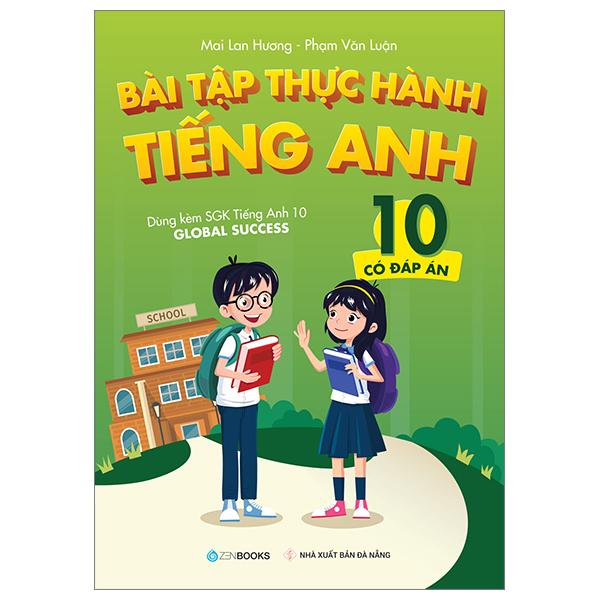 Mai Lan Hương - Phạm Văn Luận
BÀI TẬP THỰC HÀNH
TIẾNG ANH
Dùng kèm SGK Tiếng Anh 10
GLOBAL SUCCESS
10
CÓ ĐÁP ÁN
SCHOOL
ZENBOOKS
NHÀ XUẤT BẢN ĐÀ NẴNG